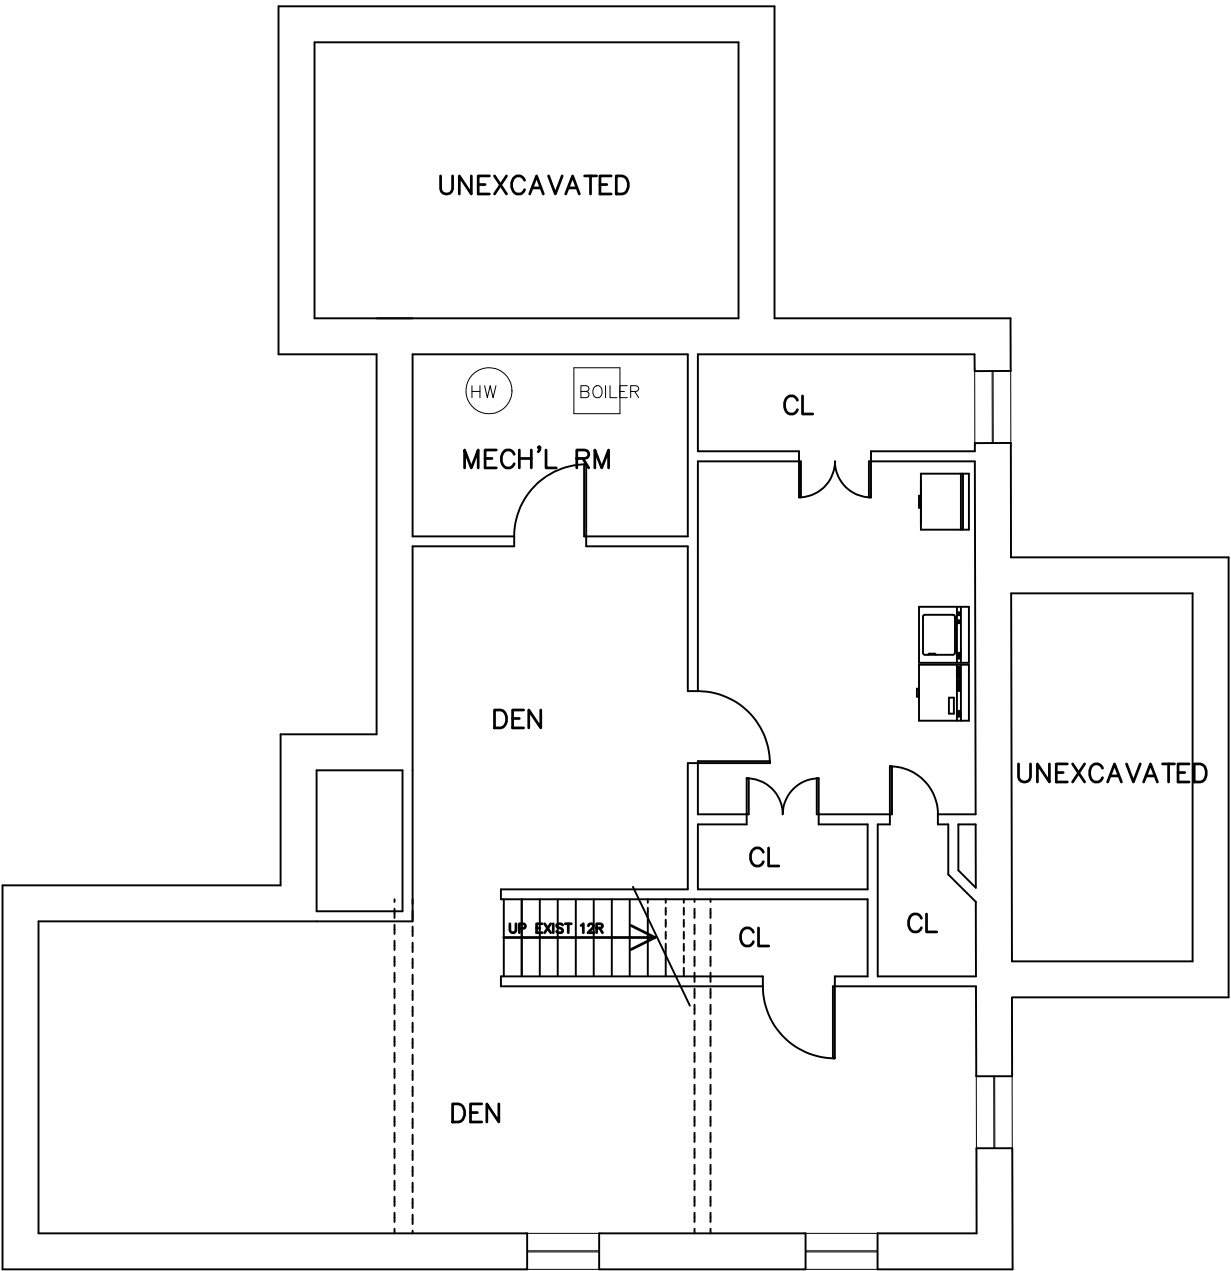 UNEXCAVATED
HW
BOILER
CL
MECH'L RM
DEN
UNEXCAVATED
CL
CL
UP EXIST 12R
CL
DEN